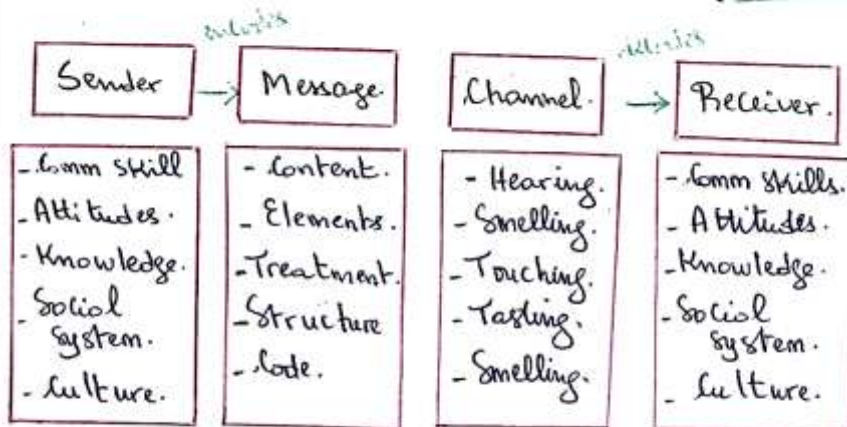 Sender
Message.
Channel.
Receiver.
- Comm skill
- Attitudes.
- Knowledge.
- Social
system.
- Culture.
- Content.
- Elements.
- Treatment.
- Structure
- Code.
- Hearing.
- Smelling.
- Touching.
- Tasting.
- Smelling.
- Comm skills.
- Attitudes.
- Knowledge.
- Social
system.
- Culture.